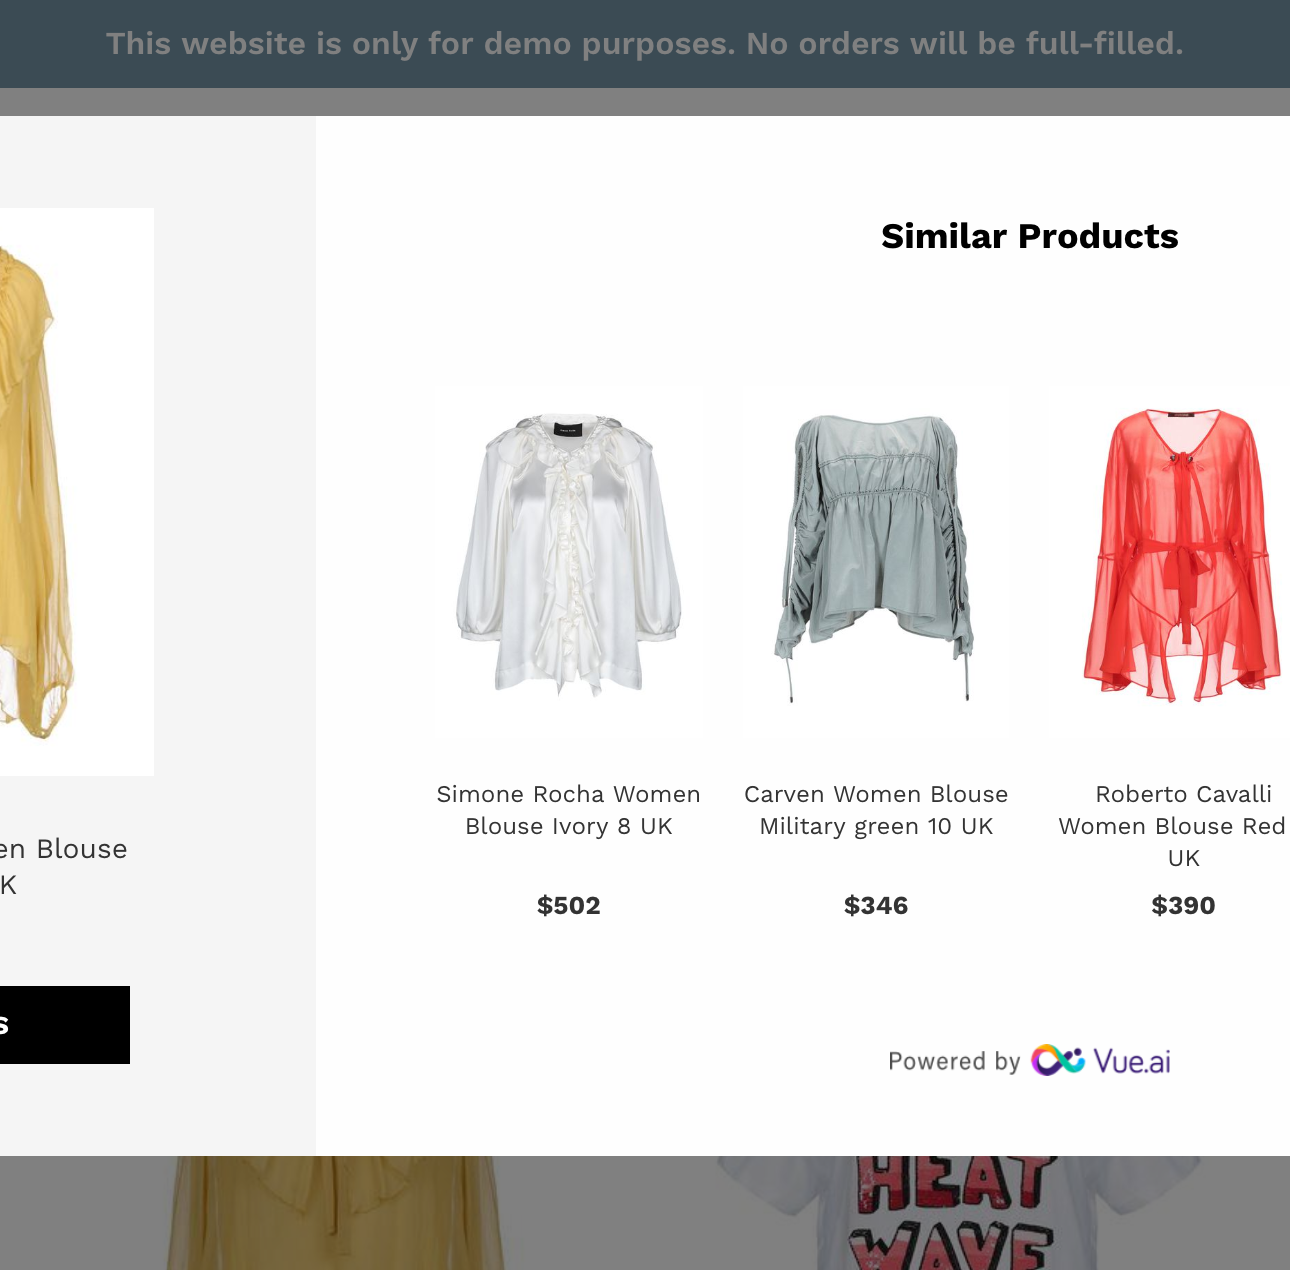 This website is only for demo purposes. No orders will be full-filled.
Similar Products
en Blouse
K
s
Simone Rocha Women
Blouse Ivory 8 UK
$502
Carven Women Blouse
Military green 10 UK
$346
Roberto Cavalli
Women Blouse Red
UK
$390
Powered by Vue.ai
HEAT
WAVE